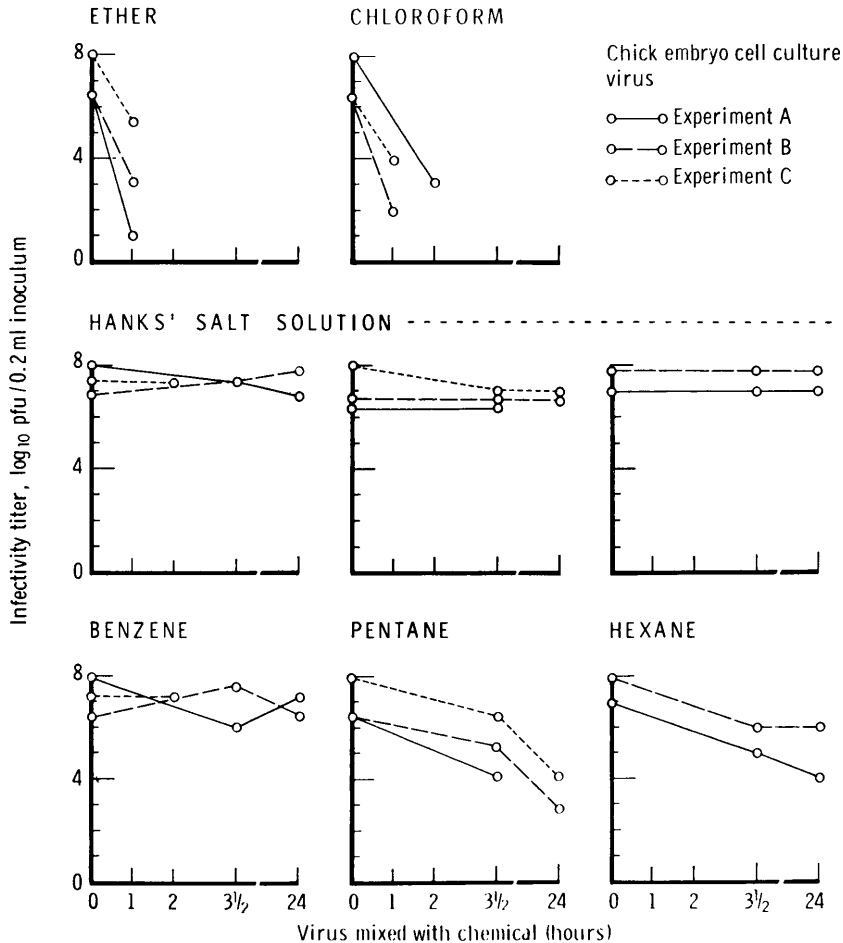 ETHER
CHLOROFORM
8
4
0
Chick embryo cell culture
virus
Experiment A
Experiment B
Experiment C
Infectivity titer, log10 pfu / 0.2 ml inoculum
HANKS' SALT SOLUTION
8
4
0
BENZENE
PENTANE
HEXANE
8
4
0
0 1 2 3½ 24
0 1 2 3½ 24
0 1 2 3½ 24
Virus mixed with chemical (hours)